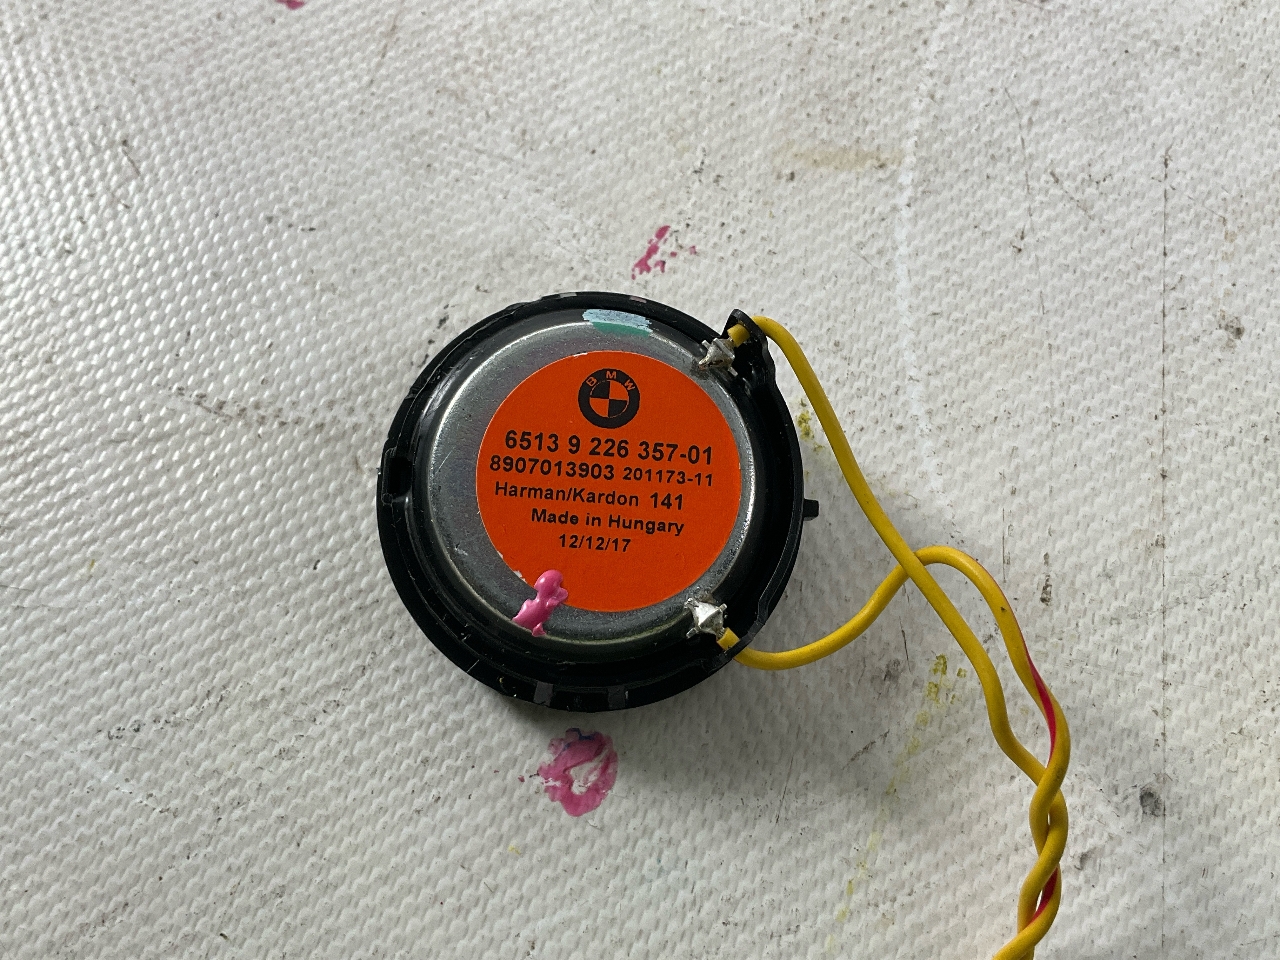 BMW
6513 9 226 357-01
8907013903 201173-11
Harman/Kardon 141
Made in Hungary
12/12/17